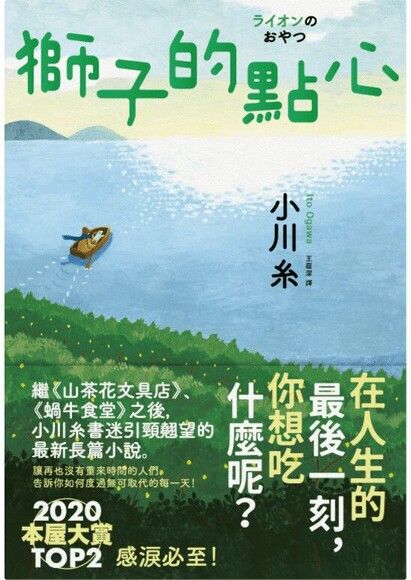 ライオンの
おやつ
獅子的點心
Ito Ogawa
小川糸
王蘊潔 譯
在人生的
最後一刻，
你想吃
什麼呢？
繼《山茶花文具店》、
《蝸牛食堂》之後，
小川糸書迷引頸翹望的
最新長篇小說。
讓再也沒有重來時間的人們，
告訴你如何度過無可取代的每一天！
2020
本屋大賞
TOP2
感淚必至！